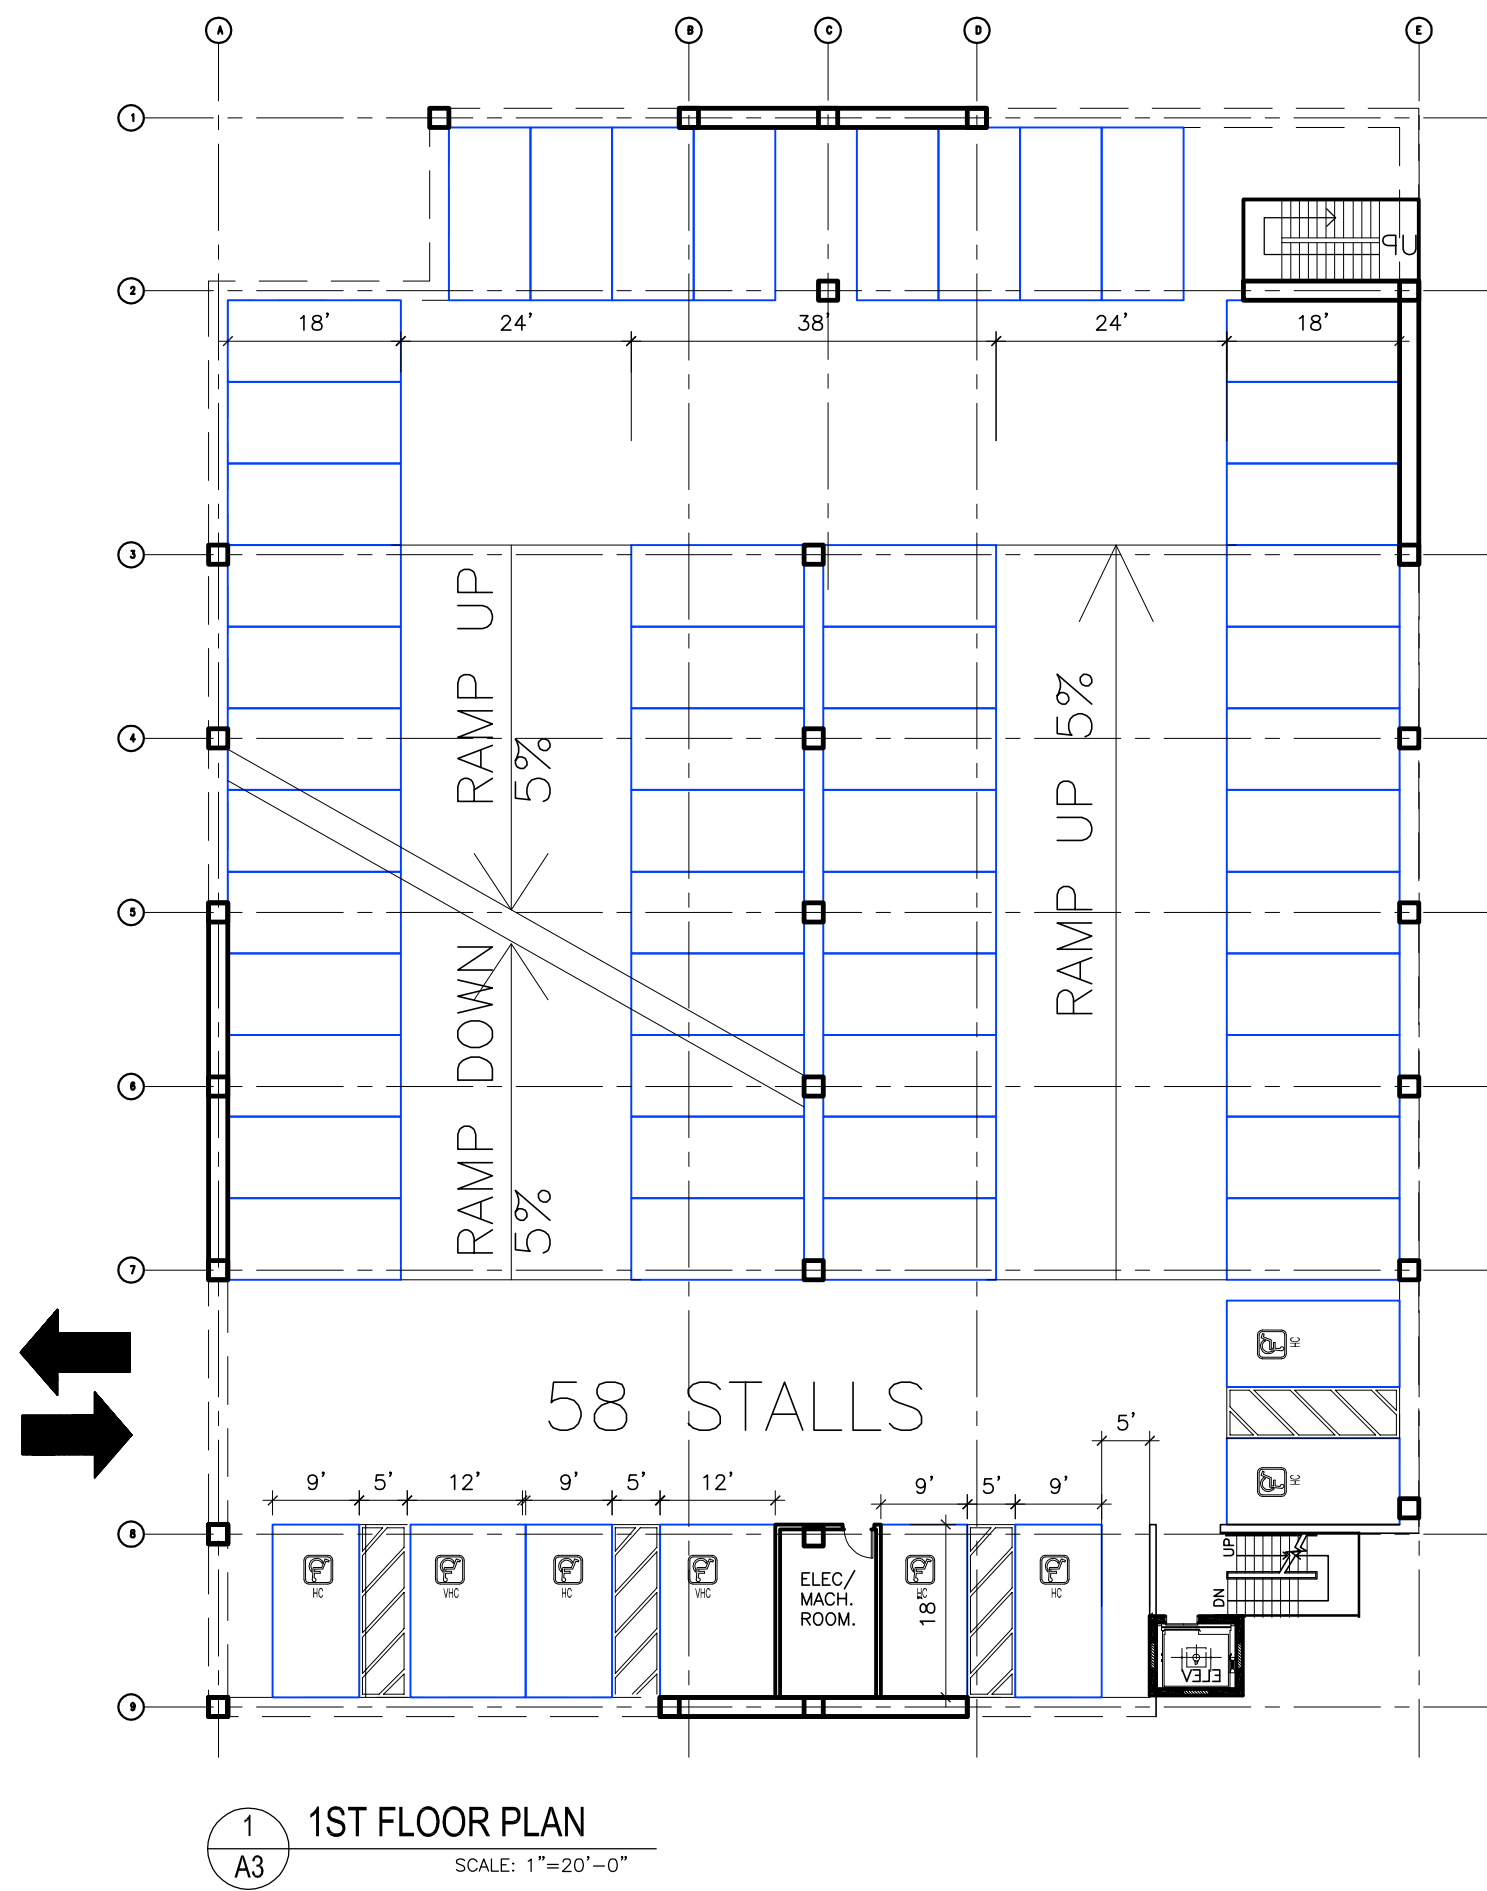 A B C D E
1
2
18' 24' 38' 24' 18'
UP
3
RAMP UP
5%
RAMP UP 5%
4
5
RAMP DOWN
5%
6
7
HC
58 STALLS
5'
HC
9' 5' 12' 9' 5' 12' 9' 5' 9'
8
HC VHC HC VHC HC HC
ELEC/
MACH.
ROOM.
18'
UP
DN
ELEV
9
1
A3
1ST FLOOR PLAN
SCALE: 1"=20'-0"